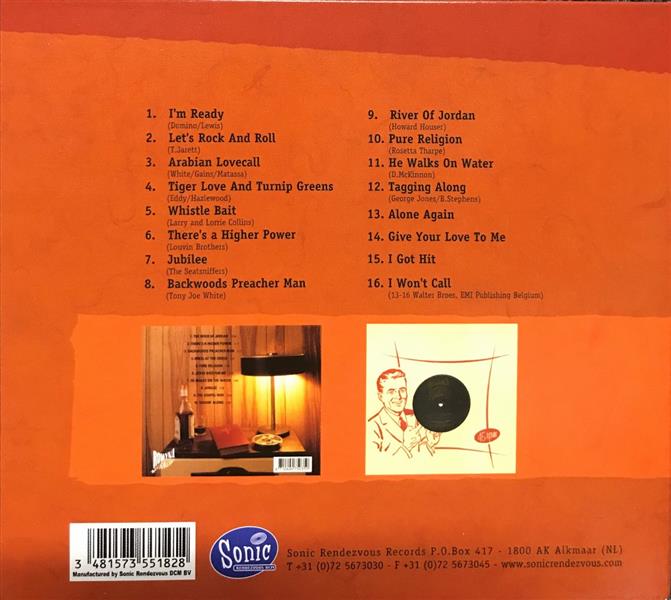 1. I'm Ready
(Domino/Lewis)
2. Let's Rock And Roll
(T.Jarett)
3. Arabian Lovecall
(White/Gains/Matassa)
4. Tiger Love And Turnip Greens
(Eddy/Hazlewood)
5. Whistle Bait
(Larry and Lorrie Collins)
6. There's a Higher Power
(Louvin Brothers)
7. Jubilee
(The Seatsniffers)
8. Backwoods Preacher Man
(Tony Joe White)
9. River Of Jordan
(Howard Houser)
10. Pure Religion
(Rosetta Tharpe)
11. He Walks On Water
(D.McKinnon)
12. Tagging Along
(George Jones/B.Stephens)
13. Alone Again
14. Give Your Love To Me
15. I Got Hit
16. I Won't Call
(13-16 Walter Broes, EMI Publishing Belgium)
45 RPM
3 481573 551828
Manufactured by Sonic Rendezvous DCM BV
Sonic
RENDEZVOUS DCM
Sonic Rendezvous Records P.O.Box 417 - 1800 AK Alkmaar (NL)
T +31 (0)72 5673030 - F +31 (0)72 5673045 - www.sonicrendezvous.com